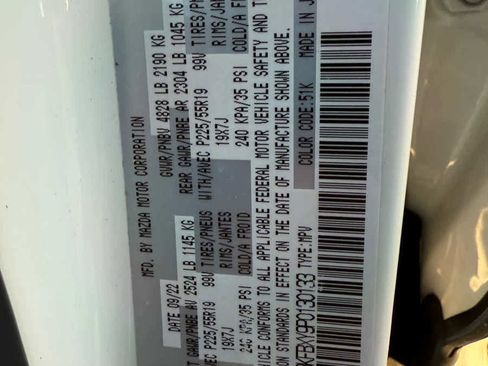 MFD. BY MAZDA MOTOR CORPORATION
DATE 09/22 GVWR/PNBV 4828 LB 2190 KG
GAWR/PNBE AV 2524 LB 1145 KG REAR GAWR/PNBE AR 2304 LB 1045 KG
P225/55R19 98V TIRES/PNEUS WITH/AVEC P225/55R19 99V TIRES/
19X7J RIMS/JANTES 19X7J RIMS/
240 KPA/35 PSI COLD/A FROID 240 KPA/35 PSI COLD/A
VEHICLE CONFORMS TO ALL APPLICABLE FEDERAL MOTOR VEHICLE SAFETY AND
STANDARDS IN EFFECT ON THE DATE OF MANUFACTURE SHOWN ABOVE.
COLOR CODE:51K MADE IN
TYPE:MPV